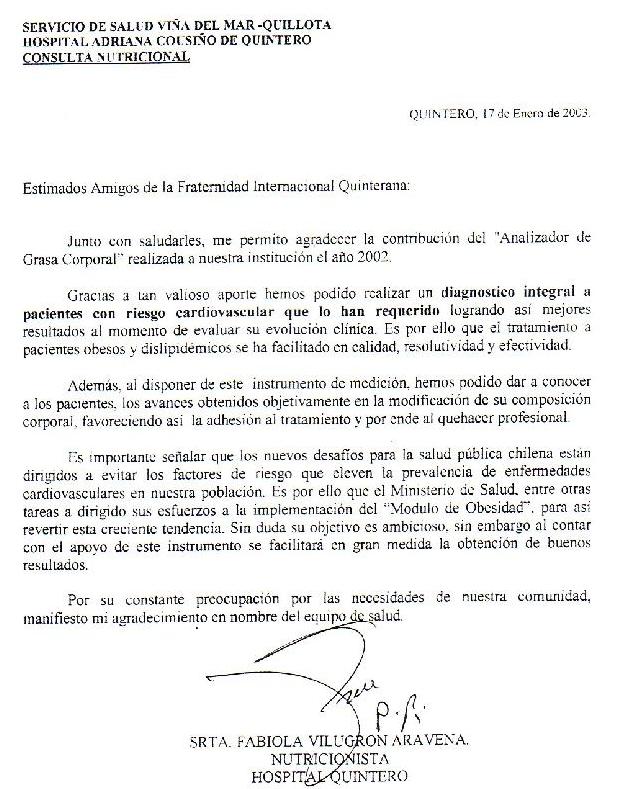 SERVICIO DE SALUD VIÑA DEL MAR -QUILLOTA
HOSPITAL ADRIANA COUSIÑO DE QUINTERO
CONSULTA NUTRICIONAL
QUINTERO, 17 de Enero de 2003.
Estimados Amigos de la Fraternidad Internacional Quinterana:
Junto con saludarles, me permito agradecer la contribución del "Analizador de
Grasa Corporal" realizada a nuestra institución el año 2002.
Gracias a tan valioso aporte hemos podido realizar un diagnostico integral a
pacientes con riesgo cardiovascular que lo han requerido logrando así mejores
resultados al momento de evaluar su evolución clínica. Es por ello que el tratamiento a
pacientes obesos y dislipidémicos se ha facilitado en calidad, resolutividad y efectividad.
Además, al disponer de este instrumento de medición, hemos podido dar a conocer
a los pacientes, los avances obtenidos objetivamente en la modificación de su composición
corporal, favoreciendo así la adhesión al tratamiento y por ende al quehacer profesional.
Es importante señalar que los nuevos desafíos para la salud pública chilena están
dirigidos a evitar los factores de riesgo que eleven la prevalencia de enfermedades
cardiovasculares en nuestra población. Es por ello que el Ministerio de Salud, entre otras
tareas a dirigido sus esfuerzos a la implementación del "Modulo de Obesidad", para así
revertir esta creciente tendencia. Sin duda su objetivo es ambicioso, sin embargo al contar
con el apoyo de este instrumento se facilitará en gran medida la obtención de buenos
resultados.
Por su constante preocupación por las necesidades de nuestra comunidad,
manifiesto mi agradecimiento en nombre del equipo de salud.
P.R.
SRTA. FABIOLA VILUGRON ARAVENA.
NUTRICIONISTA
HOSPITAL QUINTERO